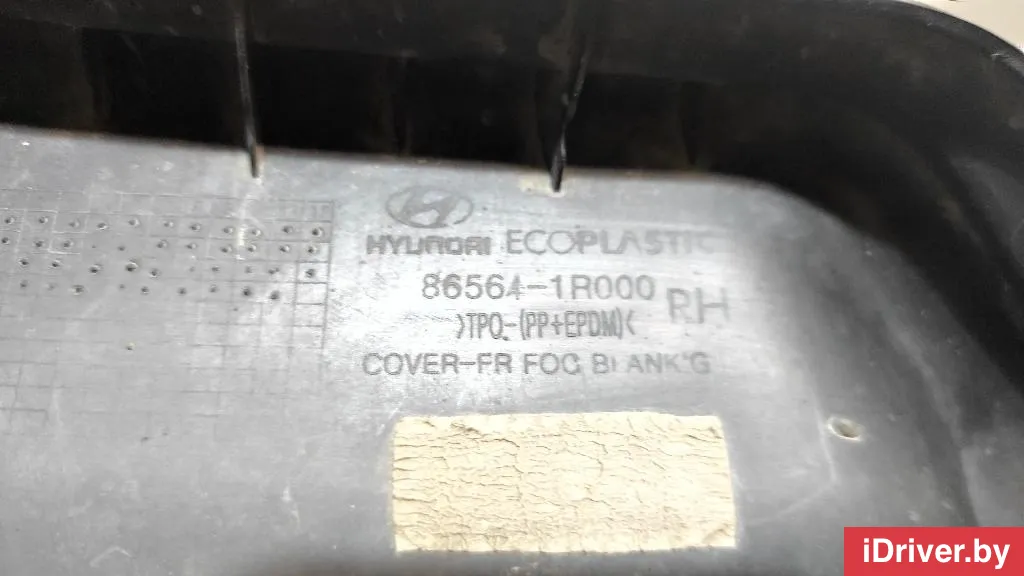 HYUNDAI ECOPLASTIC
86564-1R000 RH
>TPO-(PP+EPDM)<
COVER-FR FOG BLANK'G
iDriver.by